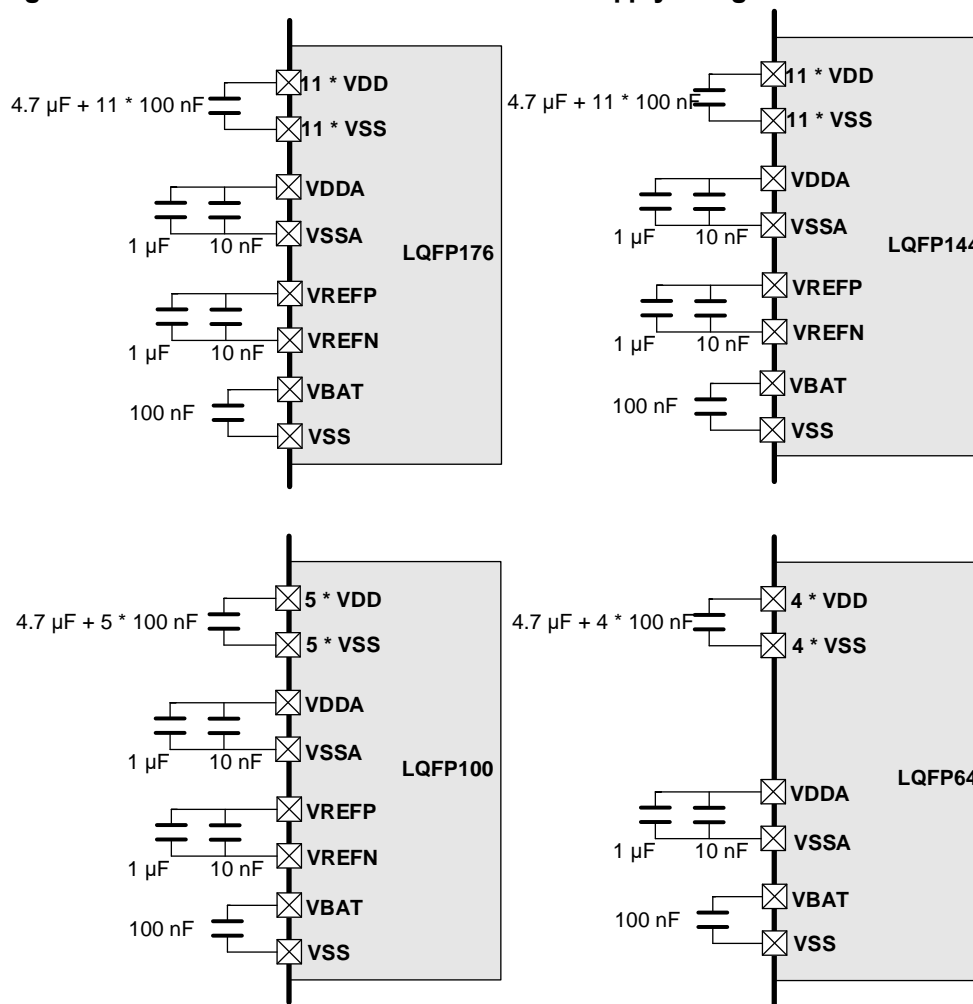 11 * VDD
4.7 µF + 11 * 100 nF
11 * VSS
VDDA
1 µF
10 nF
VSSA
LQFP176
VREFP
1 µF
10 nF
VREFN
VBAT
100 nF
VSS
11 * VDD
4.7 µF + 11 * 100 nF
11 * VSS
VDDA
1 µF
10 nF
VSSA
LQFP144
VREFP
1 µF
10 nF
VREFN
VBAT
100 nF
VSS
5 * VDD
4.7 µF + 5 * 100 nF
5 * VSS
VDDA
1 µF
10 nF
VSSA
LQFP100
VREFP
1 µF
10 nF
VREFN
VBAT
100 nF
VSS
4 * VDD
4.7 µF + 4 * 100 nF
4 * VSS
LQFP64
VDDA
1 µF
10 nF
VSSA
VBAT
100 nF
VSS